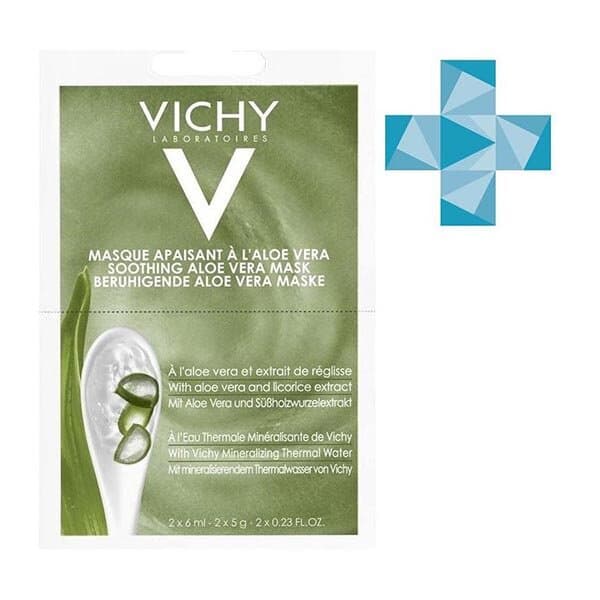 VICHY
LABORATOIRES
V
MASQUE APAISANT À L'ALOE VERA
SOOTHING ALOE VERA MASK
BERUHIGENDE ALOE VERA MASKE
À l'aloe vera et extrait de réglisse
With aloe vera and licorice extract
Mit Aloe Vera und Süßholzwurzelextrakt
À l'Eau Thermale Minéralisante de Vichy
With Vichy Mineralizing Thermal Water
Mit mineralisierendem Thermalwasser von Vichy
2 x 6 ml - 2 x 5 g - 2 x 0.23 FL.OZ.